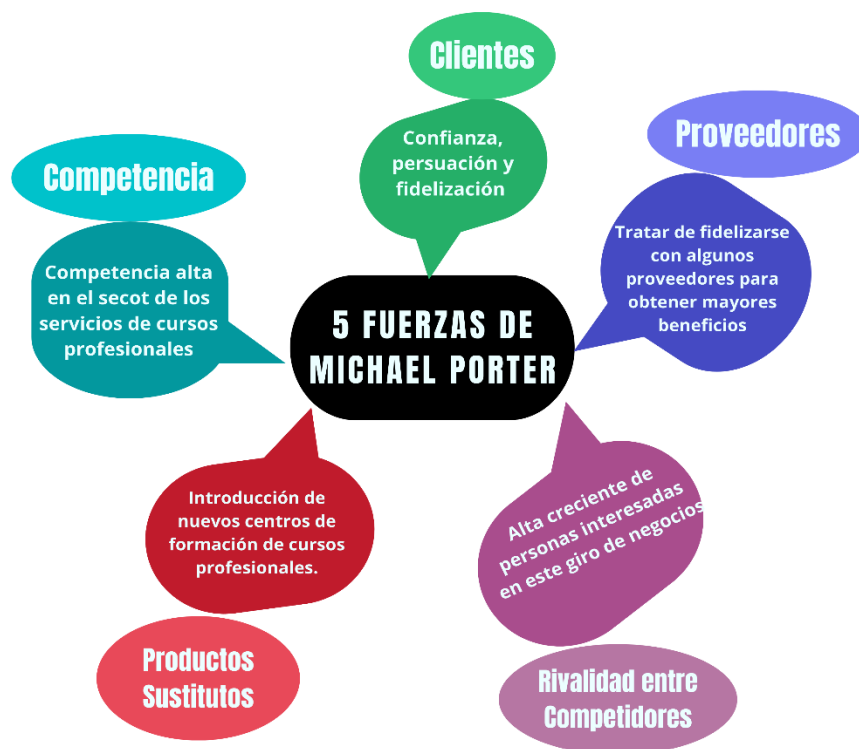 Clientes
Confianza,
persuación y
fidelización
Proveedores
Tratar de fidelizarse
con algunos
proveedores para
obtener mayores
beneficios
Competencia
Competencia alta
en el secot de los
servicios de cursos
profesionales
5 FUERZAS DE
MICHAEL PORTER
Introducción de
nuevos centros de
formación de cursos
profesionales.
Productos
Sustitutos
Alta creciente de
personas interesadas
en este giro de negocios
Rivalidad entre
Competidores